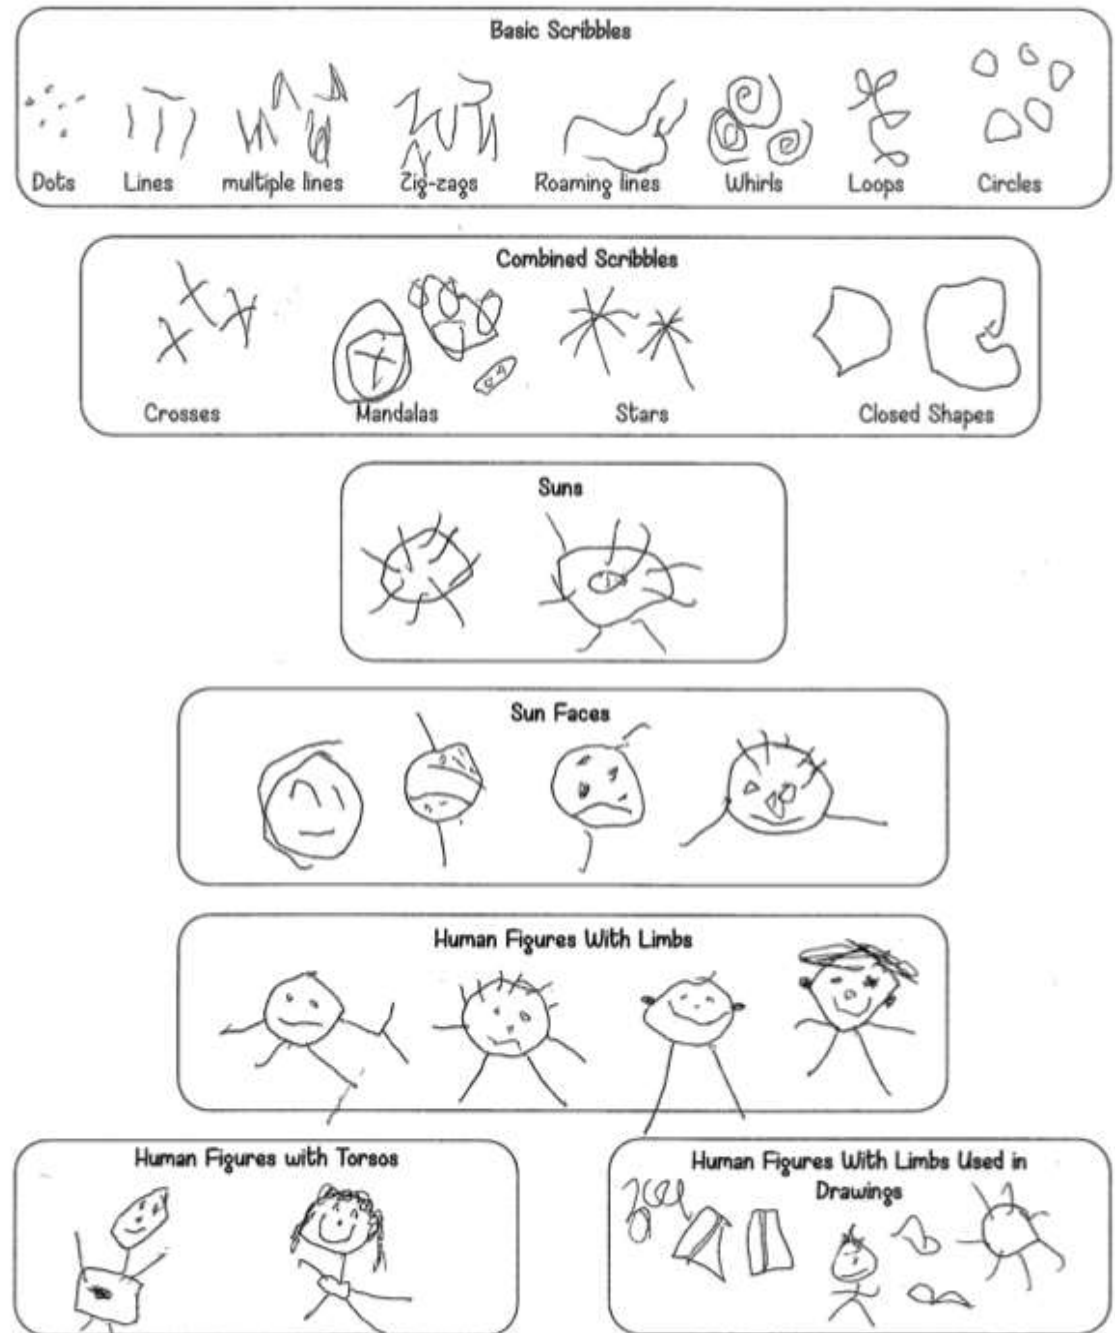 Basic Scribbles
Dots Lines multiple lines Zig-zags Roaming lines Whirls Loops Circles
Combined Scribbles
Crosses Mandalas Stars Closed Shapes
Suns
Sun Faces
Human Figures With Limbs
Human Figures with Torsos
Human Figures With Limbs Used in
Drawings